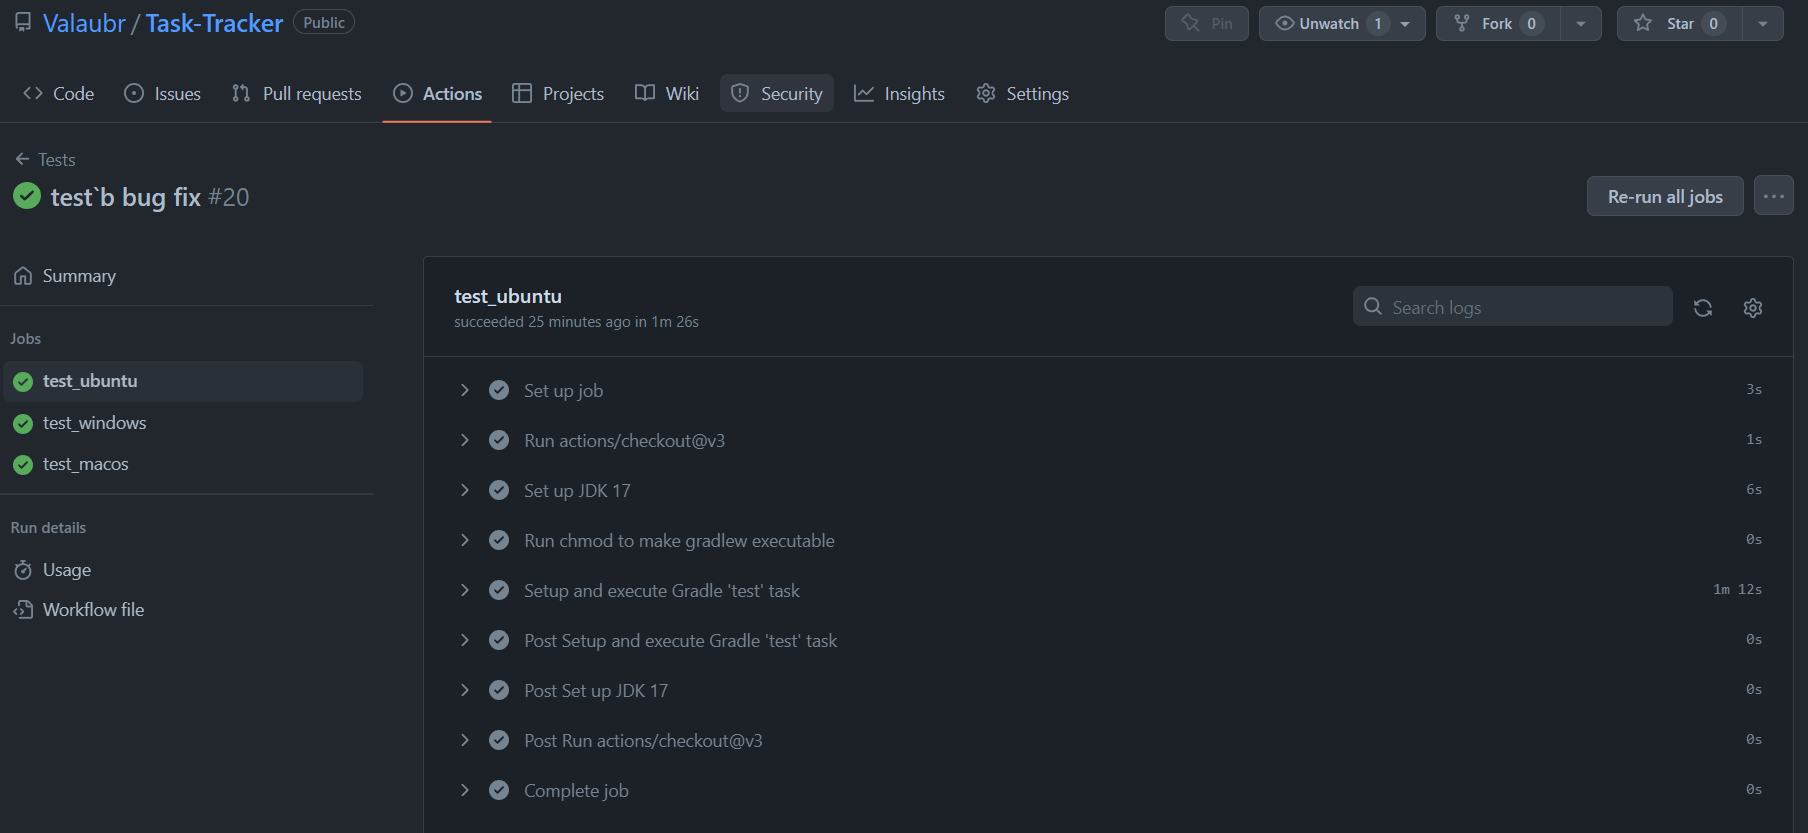 Valaubr / Task-Tracker Public
Pin Unwatch 1 Fork 0 Star 0
Code Issues Pull requests Actions Projects Wiki Security Insights Settings
Tests
test`b bug fix #20
Re-run all jobs
Summary
Jobs
test_ubuntu
test_windows
test_macos
Run details
Usage
Workflow file
test_ubuntu
succeeded 25 minutes ago in 1m 26s
Search logs
Set up job 3s
Run actions/checkout@v3 1s
Set up JDK 17 6s
Run chmod to make gradlew executable 0s
Setup and execute Gradle 'test' task 1m 12s
Post Setup and execute Gradle 'test' task 0s
Post Set up JDK 17 0s
Post Run actions/checkout@v3 0s
Complete job 0s